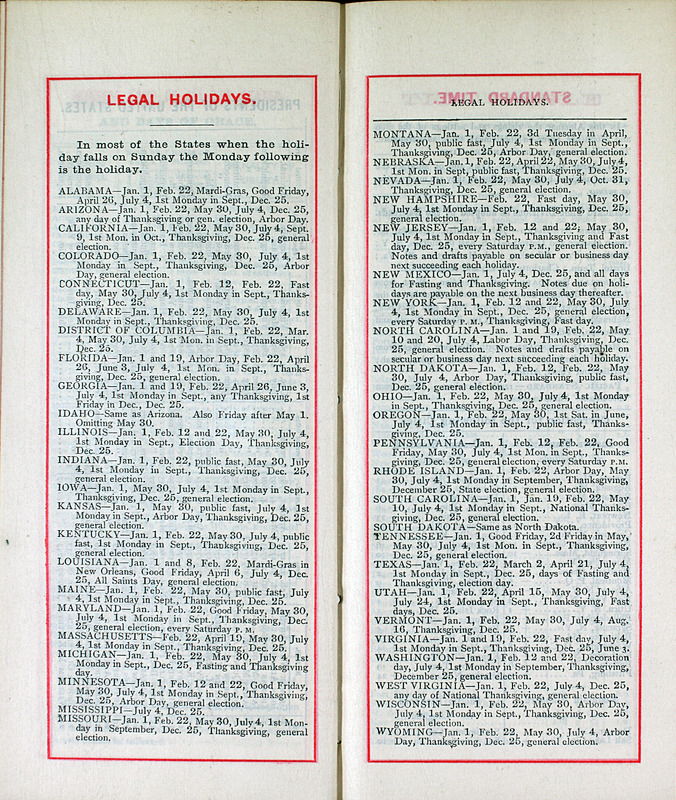 LEGAL HOLIDAYS.
In most of the States when the holi-
day falls on Sunday the Monday following
is the holiday.
ALABAMA—Jan. 1, Feb. 22, Mardi-Gras, Good Friday,
April 26, July 4, 1st Monday in Sept., Dec. 25.
ARIZONA—Jan. 1, Feb. 22, May 30, July 4, Dec. 25,
any day of Thanksgiving or gen. election, Arbor Day.
CALIFORNIA—Jan. 1, Feb. 22, May 30, July 4, Sept.
9, 1st Mon. in Oct., Thanksgiving, Dec. 25, general
election.
COLORADO—Jan. 1, Feb. 22, May 30, July 4, 1st
Monday in Sept., Thanksgiving, Dec. 25, Arbor
Day, general election.
CONNECTICUT—Jan. 1, Feb. 12, Feb. 22, Fast
day, May 30, July 4, 1st Monday in Sept., Thanks-
giving, Dec. 25.
DELAWARE—Jan. 1, Feb. 22, May 30, July 4, 1st
Monday in Sept., Thanksgiving, Dec. 25.
DISTRICT OF COLUMBIA—Jan. 1, Feb. 22, Mar.
4, May 30, July 4, 1st Mon. in Sept., Thanksgiving,
Dec. 25.
FLORIDA—Jan. 1 and 19, Arbor Day, Feb. 22, April
26, June 3, July 4, 1st Mon. in Sept., Thanks-
giving, Dec. 25, general election.
GEORGIA—Jan. 1 and 19, Feb. 22, April 26, June 3,
July 4, 1st Monday in Sept., any Thanksgiving, 1st
Friday in Dec., Dec. 25.
IDAHO—Same as Arizona. Also Friday after May 1.
Omitting May 30.
ILLINOIS—Jan. 1, Feb. 12 and 22, May 30, July 4,
1st Monday in Sept., Election Day, Thanksgiving,
Dec. 25.
INDIANA—Jan. 1, Feb. 22, public fast, May 30, July
4, 1st Monday in Sept., Thanksgiving, Dec. 25,
general election.
IOWA—Jan. 1, May 30, July 4, 1st Monday in Sept.,
Thanksgiving, Dec. 25, general election.
KANSAS—Jan. 1, May 30, public fast, July 4, 1st
Monday in Sept., Arbor Day, Thanksgiving, Dec. 25,
general election.
KENTUCKY—Jan. 1, Feb. 22, May 30, July 4, public
fast, 1st Monday in Sept., Thanksgiving, Dec. 25,
general election.
LOUISIANA—Jan. 1 and 8, Feb. 22, Mardi-Gras in
New Orleans, Good Friday, April 6, July 4, Dec.
25, All Saints Day, general election.
MAINE—Jan. 1, Feb. 22, May 30, public fast, July
4, 1st Monday in Sept., Thanksgiving, Dec. 25.
MARYLAND—Jan. 1, Feb. 22, Good Friday, May 30,
July 4, 1st Monday in Sept., Thanksgiving, Dec.
25, general election, every Saturday P. M.
MASSACHUSETTS—Feb. 22, April 19, May 30, July
4, 1st Monday in Sept., Thanksgiving, Dec. 25.
MICHIGAN—Jan. 1, Feb. 22, May 30, July 4, 1st
Monday in Sept., Dec. 25, Fasting and Thanksgiving
day.
MINNESOTA—Jan. 1, Feb. 12 and 22, Good Friday,
May 30, July 4, 1st Monday in Sept., Thanksgiving,
Dec. 25, Arbor Day, general election.
MISSISSIPPI—July 4, Dec. 25.
MISSOURI—Jan. 1, Feb. 22, May 30, July 4, 1st Mon-
day in September, Dec. 25, Thanksgiving, general
election.
LEGAL HOLIDAYS.
MONTANA—Jan. 1, Feb. 22, 3d Tuesday in April,
May 30, public fast, July 4, 1st Monday in Sept.,
Thanksgiving, Dec. 25, Arbor Day, general election.
NEBRASKA—Jan. 1, Feb. 22, April 22, May 30, July 4,
1st Mon. in Sept, public fast, Thanksgiving, Dec. 25.
NEVADA—Jan. 1, Feb. 22, May 30, July 4, Oct. 31,
Thanksgiving, Dec. 25, general election.
NEW HAMPSHIRE—Feb. 22, Fast day, May 30,
July 4, 1st Monday in Sept., Thanksgiving, Dec. 25,
general election.
NEW JERSEY—Jan. 1, Feb. 12 and 22; May 30,
July 4, 1st Monday in Sept., Thanksgiving and Fast
day, Dec. 25, every Saturday P.M., general election.
Notes and drafts payable on secular or business day
next succeeding each holiday.
NEW MEXICO—Jan. 1, July 4, Dec. 25, and all days
for Fasting and Thanksgiving. Notes due on holi-
days are payable on the next business day thereafter.
NEW YORK—Jan. 1, Feb. 12 and 22, May 30, July
4, 1st Monday in Sept., Dec. 25, general election,
every Saturday P. M., Thanksgiving, Fast day.
NORTH CAROLINA—Jan. 1 and 19, Feb. 22, May
10 and 20, July 4, Labor Day, Thanksgiving, Dec.
25, general election. Notes and drafts payable on
secular or business day next succeeding each holiday.
NORTH DAKOTA—Jan. 1, Feb. 12, Feb. 22, May
30, July 4, Arbor Day, Thanksgiving, public fast,
Dec. 25, general election.
OHIO—Jan. 1, Feb. 22, May 30, July 4, 1st Monday
in Sept., Thanksgiving, Dec. 25, general election.
OREGON—Jan. 1, Feb. 22, May 30, 1st Sat. in June,
July 4, 1st Monday in Sept., public fast, Thanks-
giving, Dec. 25.
PENNSYLVANIA—Jan. 1, Feb. 12, Feb. 22, Good
Friday, May 30, July 4, 1st Mon. in Sept., Thanks-
giving, Dec. 25, general election, every Saturday P.M.
RHODE ISLAND—Jan. 1, Feb. 22, Arbor Day, May
30, July 4, 1st Monday in September, Thanksgiving,
December 25, State election, general election.
SOUTH CAROLINA—Jan. 1, Jan. 19, Feb. 22, May
10, July 4, 1st Monday in Sept., National Thanks-
giving, Dec. 25, general election.
SOUTH DAKOTA—Same as North Dakota.
TENNESSEE—Jan. 1, Good Friday, 2d Friday in May,
May 30, July 4, 1st Mon. in Sept., Thanksgiving,
Dec. 25, general election.
TEXAS—Jan. 1, Feb. 22, March 2, April 21, July 4,
1st Monday in Sept., Dec. 25, days of Fasting and
Thanksgiving, election day.
UTAH—Jan. 1, Feb. 22, April 15, May 30, July 4,
July 24, 1st Monday in Sept., Thanksgiving, Fast
days, Dec. 25.
VERMONT—Jan. 1, Feb. 22, May 30, July 4, Aug.
16, Thanksgiving, Dec. 25.
VIRGINIA—Jan. 1 and 19, Feb. 22, Fast day, July 4,
1st Monday in Sept., Thanksgiving, Dec. 25, June 3.
WASHINGTON—Jan. 1, Feb. 12 and 22, Decoration
day, July 4, 1st Monday in September, Thanksgiving,
December 25, general election.
WEST VIRGINIA—Jan. 1, Feb. 22, July 4, Dec. 25,
any day of National Thanksgiving, general election.
WISCONSIN—Jan. 1, Feb. 22, May 30, Arbor Day,
July 4, 1st Monday in Sept., Thanksgiving, Dec. 25,
general election.
WYOMING—Jan. 1, Feb. 22, May 30, July 4, Arbor
Day, Thanksgiving, Dec. 25, general election.